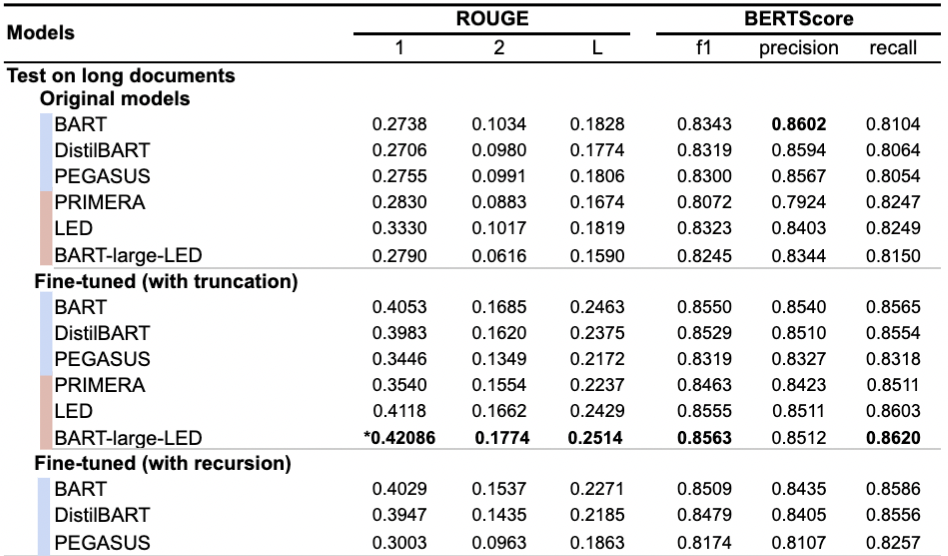 Models ROUGE BERTScore
1 2 L f1 precision recall
Test on long documents
Original models
BART 0.2738 0.1034 0.1828 0.8343 0.8602 0.8104
DistilBART 0.2706 0.0980 0.1774 0.8319 0.8594 0.8064
PEGASUS 0.2755 0.0991 0.1806 0.8300 0.8567 0.8054
PRIMERA 0.2830 0.0883 0.1674 0.8072 0.7924 0.8247
LED 0.3330 0.1017 0.1819 0.8323 0.8403 0.8249
BART-large-LED 0.2790 0.0616 0.1590 0.8245 0.8344 0.8150
Fine-tuned (with truncation)
BART 0.4053 0.1685 0.2463 0.8550 0.8540 0.8565
DistilBART 0.3983 0.1620 0.2375 0.8529 0.8510 0.8554
PEGASUS 0.3446 0.1349 0.2172 0.8319 0.8327 0.8318
PRIMERA 0.3540 0.1554 0.2237 0.8463 0.8423 0.8511
LED 0.4118 0.1662 0.2429 0.8555 0.8511 0.8603
BART-large-LED *0.42086 0.1774 0.2514 0.8563 0.8512 0.8620
Fine-tuned (with recursion)
BART 0.4029 0.1537 0.2271 0.8509 0.8435 0.8586
DistilBART 0.3947 0.1435 0.2185 0.8479 0.8405 0.8556
PEGASUS 0.3003 0.0963 0.1863 0.8174 0.8107 0.8257